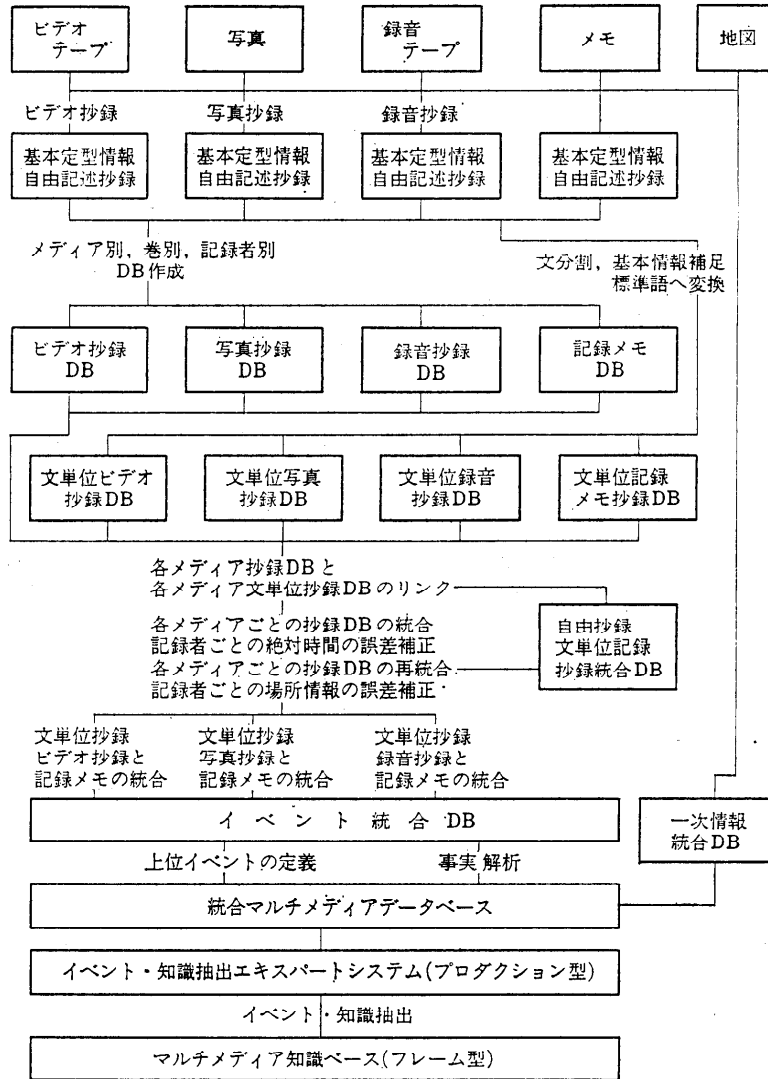 ビデオ
テープ
写真
録音
テープ
メモ
地図
ビデオ抄録
写真抄録
録音抄録
基本定型情報
自由記述抄録
基本定型情報
自由記述抄録
基本定型情報
自由記述抄録
基本定型情報
自由記述抄録
メディア別，巻別，記録者別
DB作成
文分割，基本情報補足
標準語へ変換
ビデオ抄録
DB
写真抄録
DB
録音抄録
DB
記録メモ
DB
文単位ビデオ
抄録DB
文単位写真
抄録DB
文単位録音
抄録DB
文単位記録
メモ抄録DB
各メディア抄録DBと
各メディア文単位抄録DBのリンク
各メディアごとの抄録DBの統合
記録者ごとの絶対時間の誤差補正
各メディアごとの抄録DBの再統合
記録者ごとの場所情報の誤差補正
自由抄録
文単位記録
抄録統合DB
文単位抄録
ビデオ抄録と
記録メモの統合
文単位抄録
写真抄録と
記録メモの統合
文単位抄録
録音抄録と
記録メモの統合
イベント統合DB
一次情報
統合DB
上位イベントの定義
事実解析
統合マルチメディアデータベース
イベント・知識抽出エキスパートシステム(プロダクション型)
イベント・知識抽出
マルチメディア知識ベース(フレーム型)